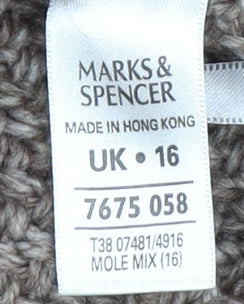 MARKS &
SPENCER
MADE IN HONG KONG
UK • 16
7675 058
T38 07481/4916
MOLE MIX (16)